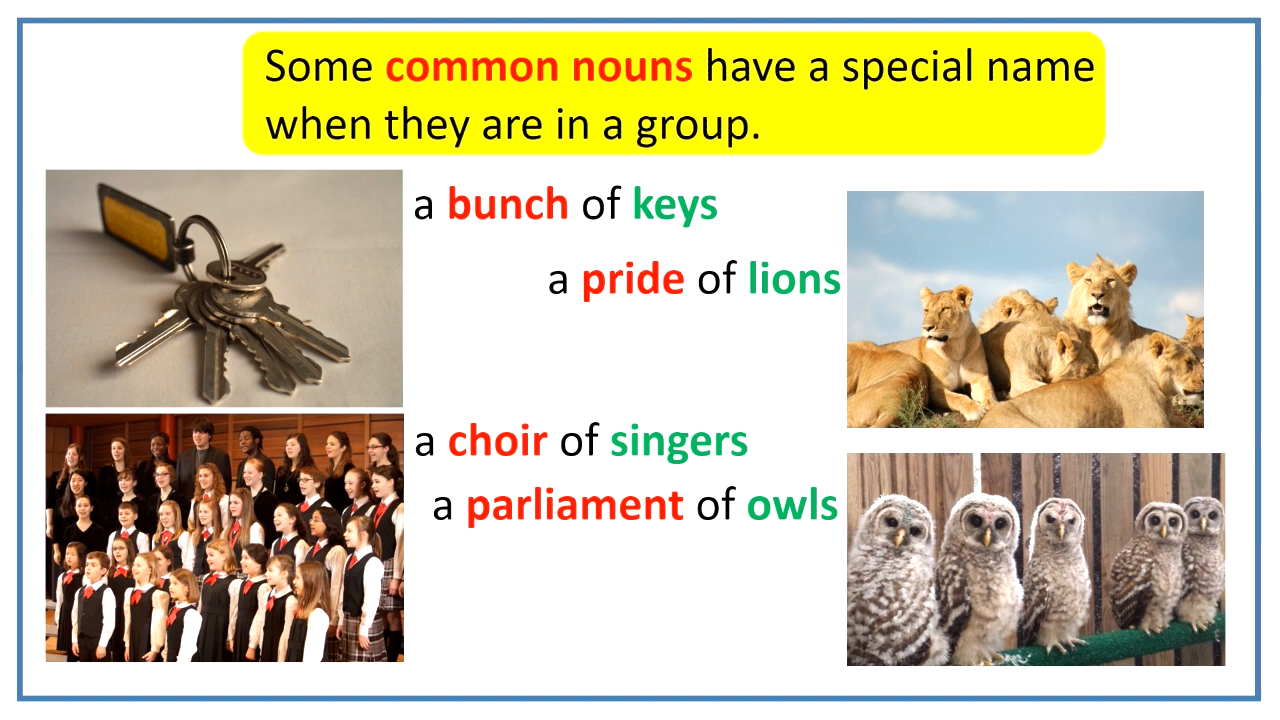 Some common nouns have a special name
when they are in a group.
a bunch of keys
a pride of lions
a choir of singers
a parliament of owls